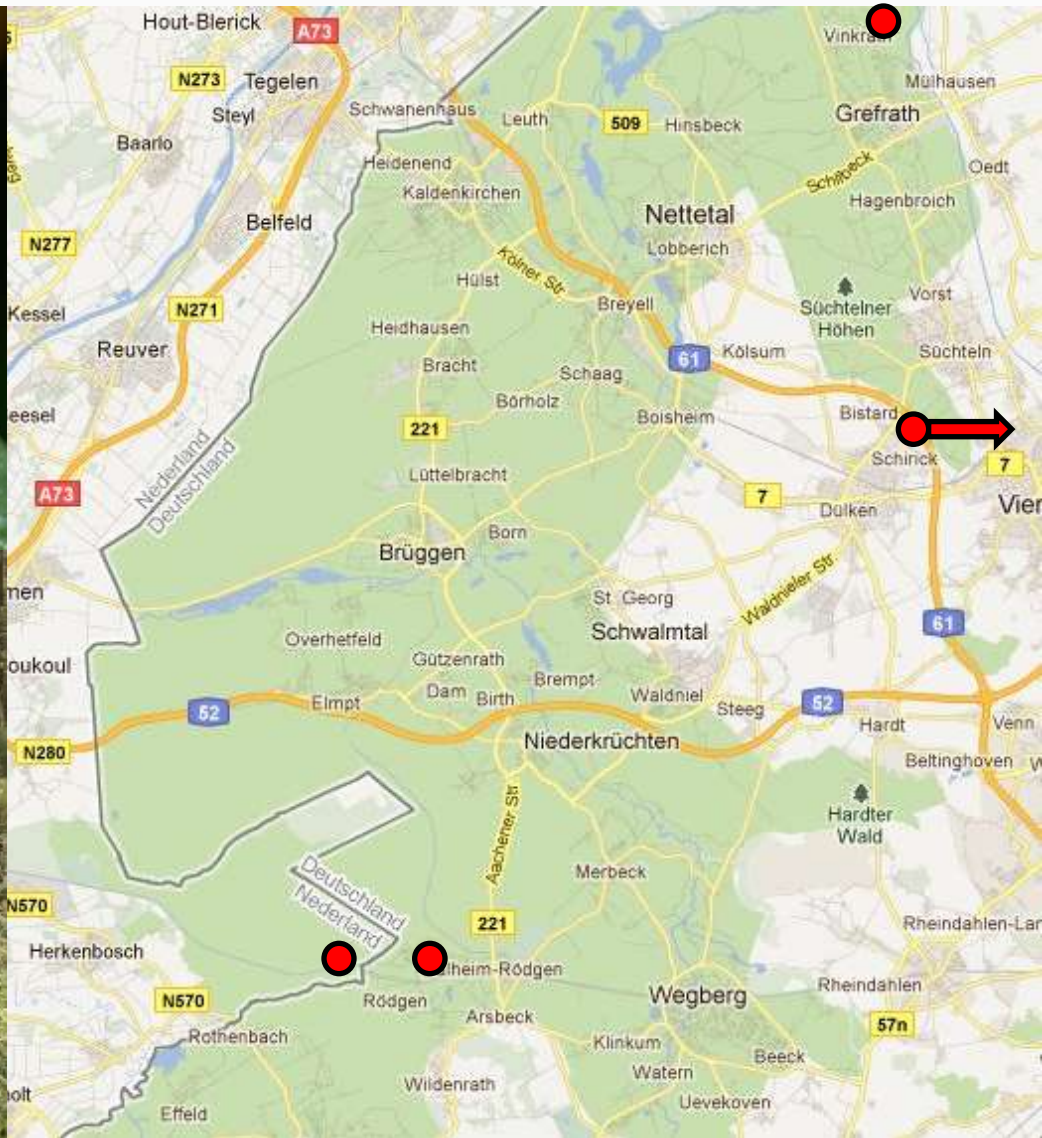 Hout-Blerick
A73
Vinkrath
N273
Tegelen
Mülhausen
Steyl
Schwanenhaus
Leuth
509
Hinsbeck
Grefrath
Baarlo
Heidenend
Schlibeck
Oedt
Kaldenkirchen
Hagenbroich
Belfeld
Nettetal
N277
Lobberich
Kölner Str
Hülst
Vorst
Kessel
N271
Breyell
Süchtelner
Höhen
Heidhausen
Reuver
Bracht
61
Kölsum
Süchteln
Schaag
Börholz
Bistard
eesel
Boisheim
221
Schirick
7
Nederland
Deutschland
Lüttelbracht
A73
7
Dülken
Vier
Born
Brüggen
Waldnieler Str.
men
St. Georg
61
Overhetfeld
Schwalmtal
oukoul
Gützenrath
Brempt
Dam
Birth
Waldniel
Elmpt
52
Steeg
52
Hardt
Venn
Niederkrüchten
N280
Beltinghoven
Aachener Str
Hardter
Wald
Merbeck
Deutschland
Nederland
N570
221
Rheindahlen-Lan
Herkenbosch
lheim-Rödgen
Rheindahlen
N570
Rödgen
Wegberg
Arsbeck
57n
Rothenbach
Klinkum
Beeck
Watern
Wildenrath
olt
Uevekoven
Effeld